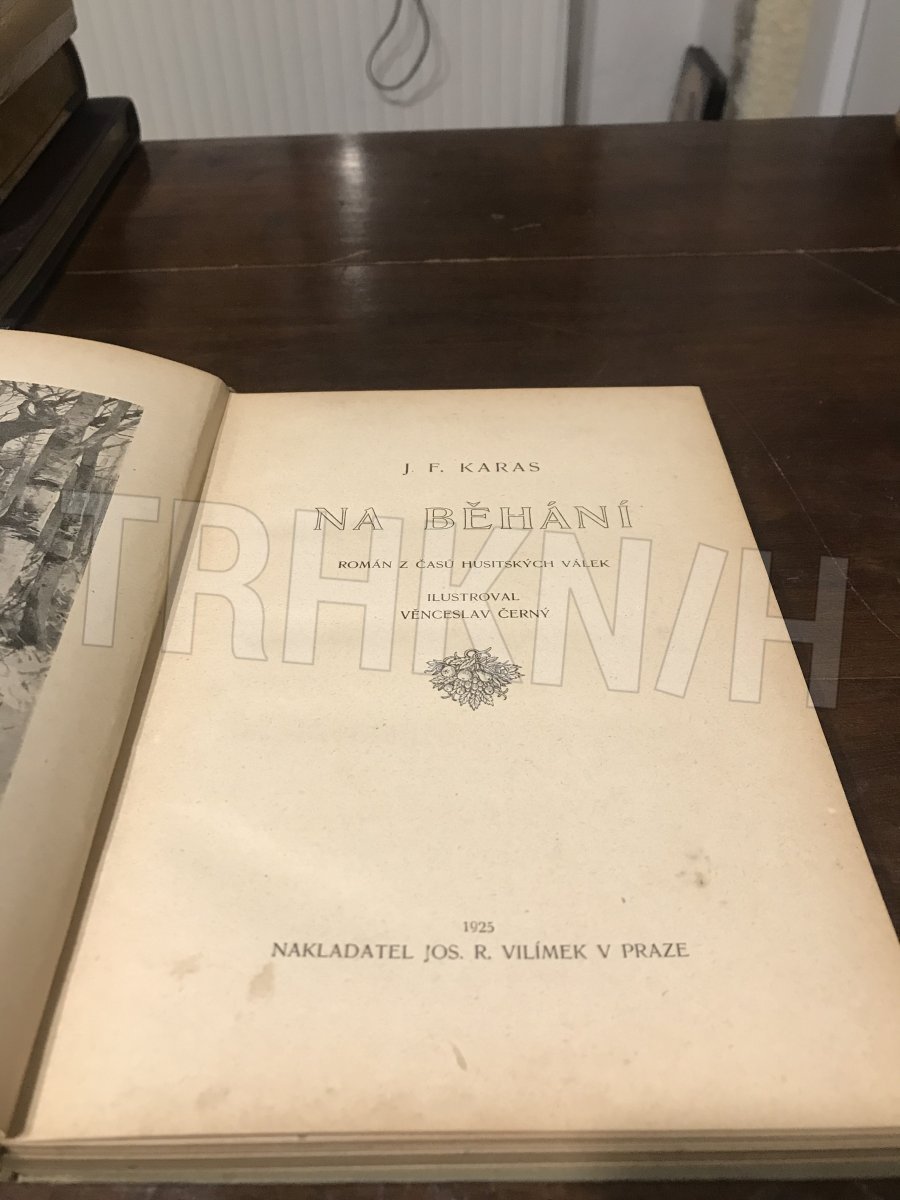 J. F. KARAS
NA BĚHÁNÍ
ROMÁN Z ČASŮ HUSITSKÝCH VÁLEK
ILUSTROVAL
VĚNCESLAV ČERNÝ
TRHKNIH
1925
NAKLADATEL JOS. R. VILÍMEK V PRAZE